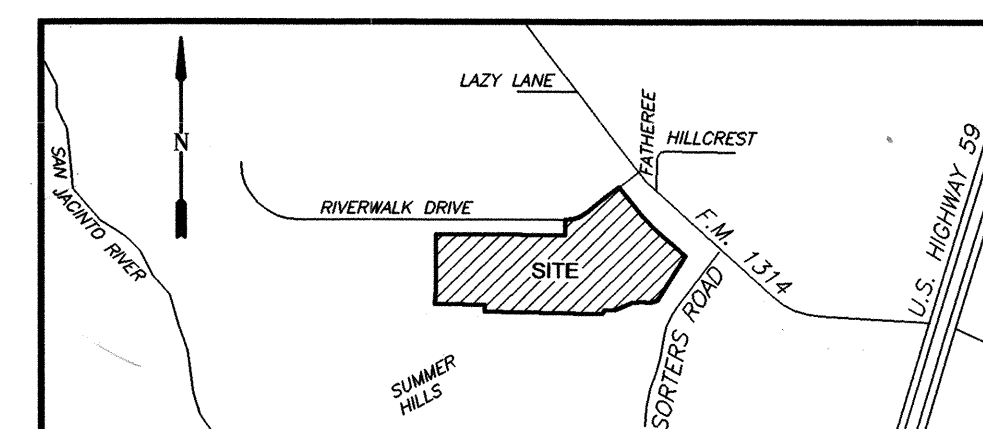 LAZY LANE
FATHEREE
HILLCREST
N
SAN JACINTO RIVER
RIVERWALK DRIVE
F.M. 1314
U.S. HIGHWAY 59
SITE
SORTERS ROAD
SUMMER
HILLS